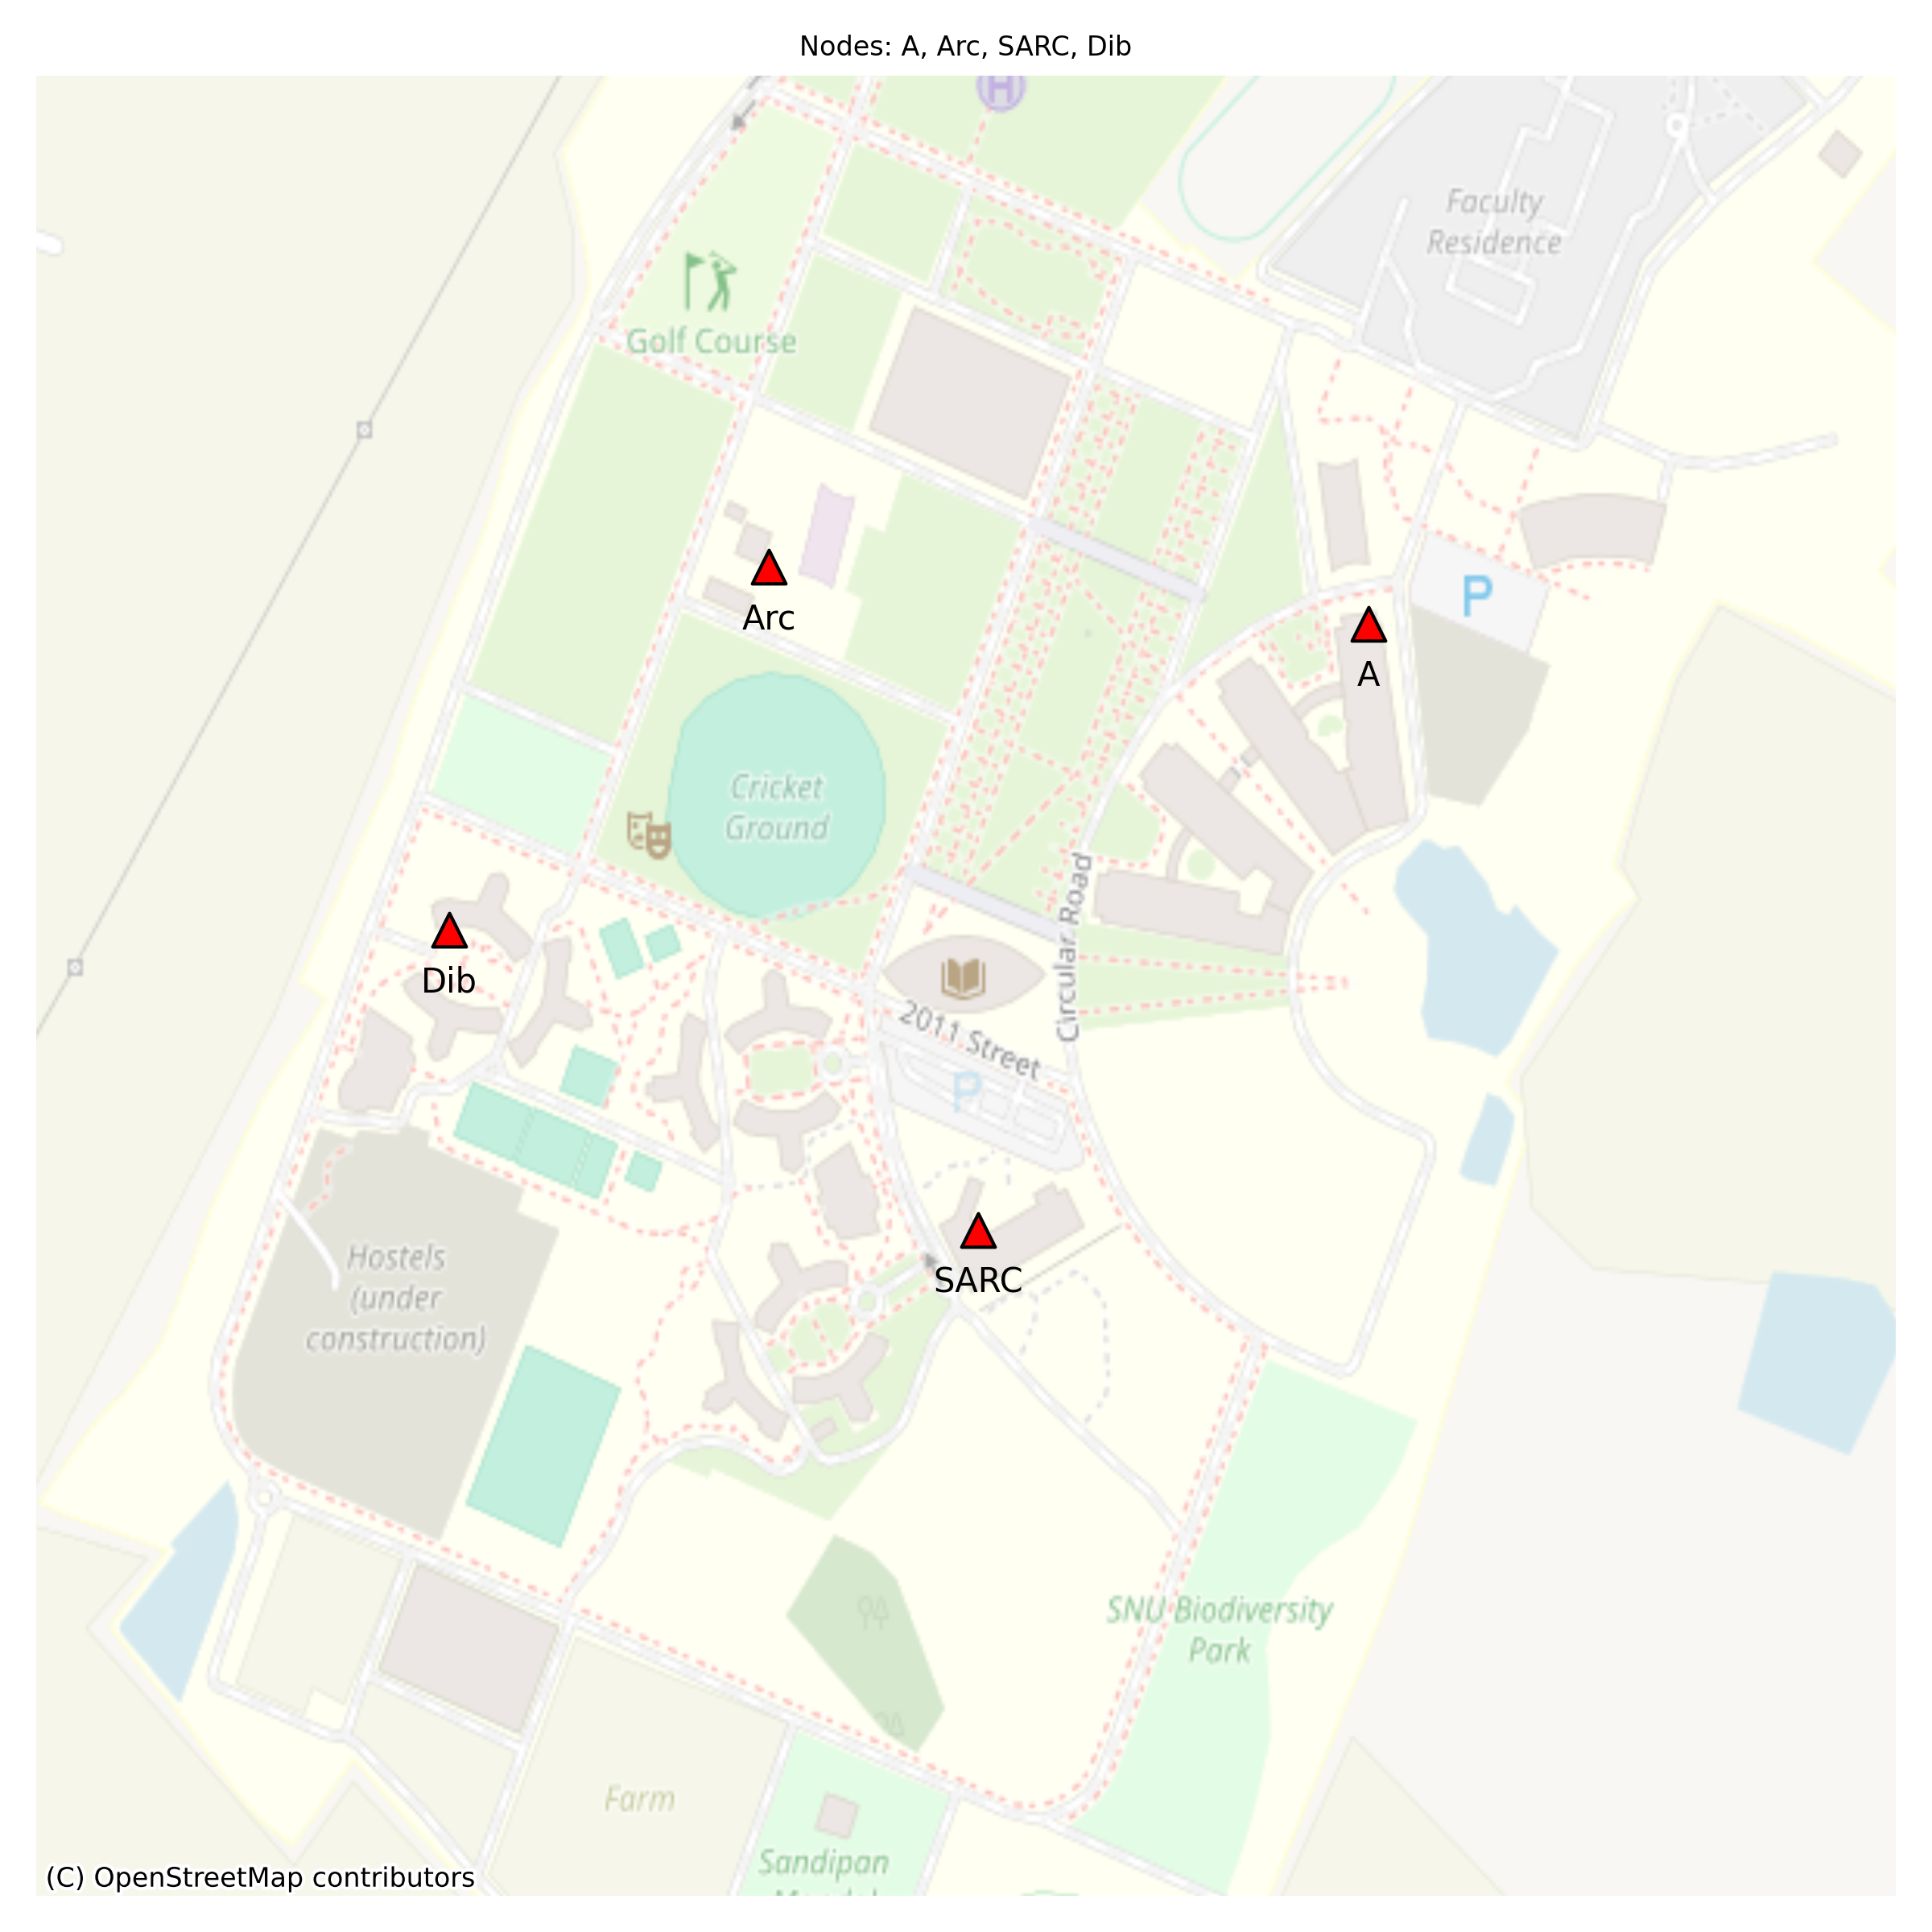 Nodes: A, Arc, SARC, Dib
H
Faculty
Residence
Golf Course
P
Arc
A
Cricket
Ground
Circular Road
Dib
2011 Street
P
SARC
Hostels
(under
construction)
SNU Biodiversity
Park
Farm
Sandipan
(C) OpenStreetMap contributors